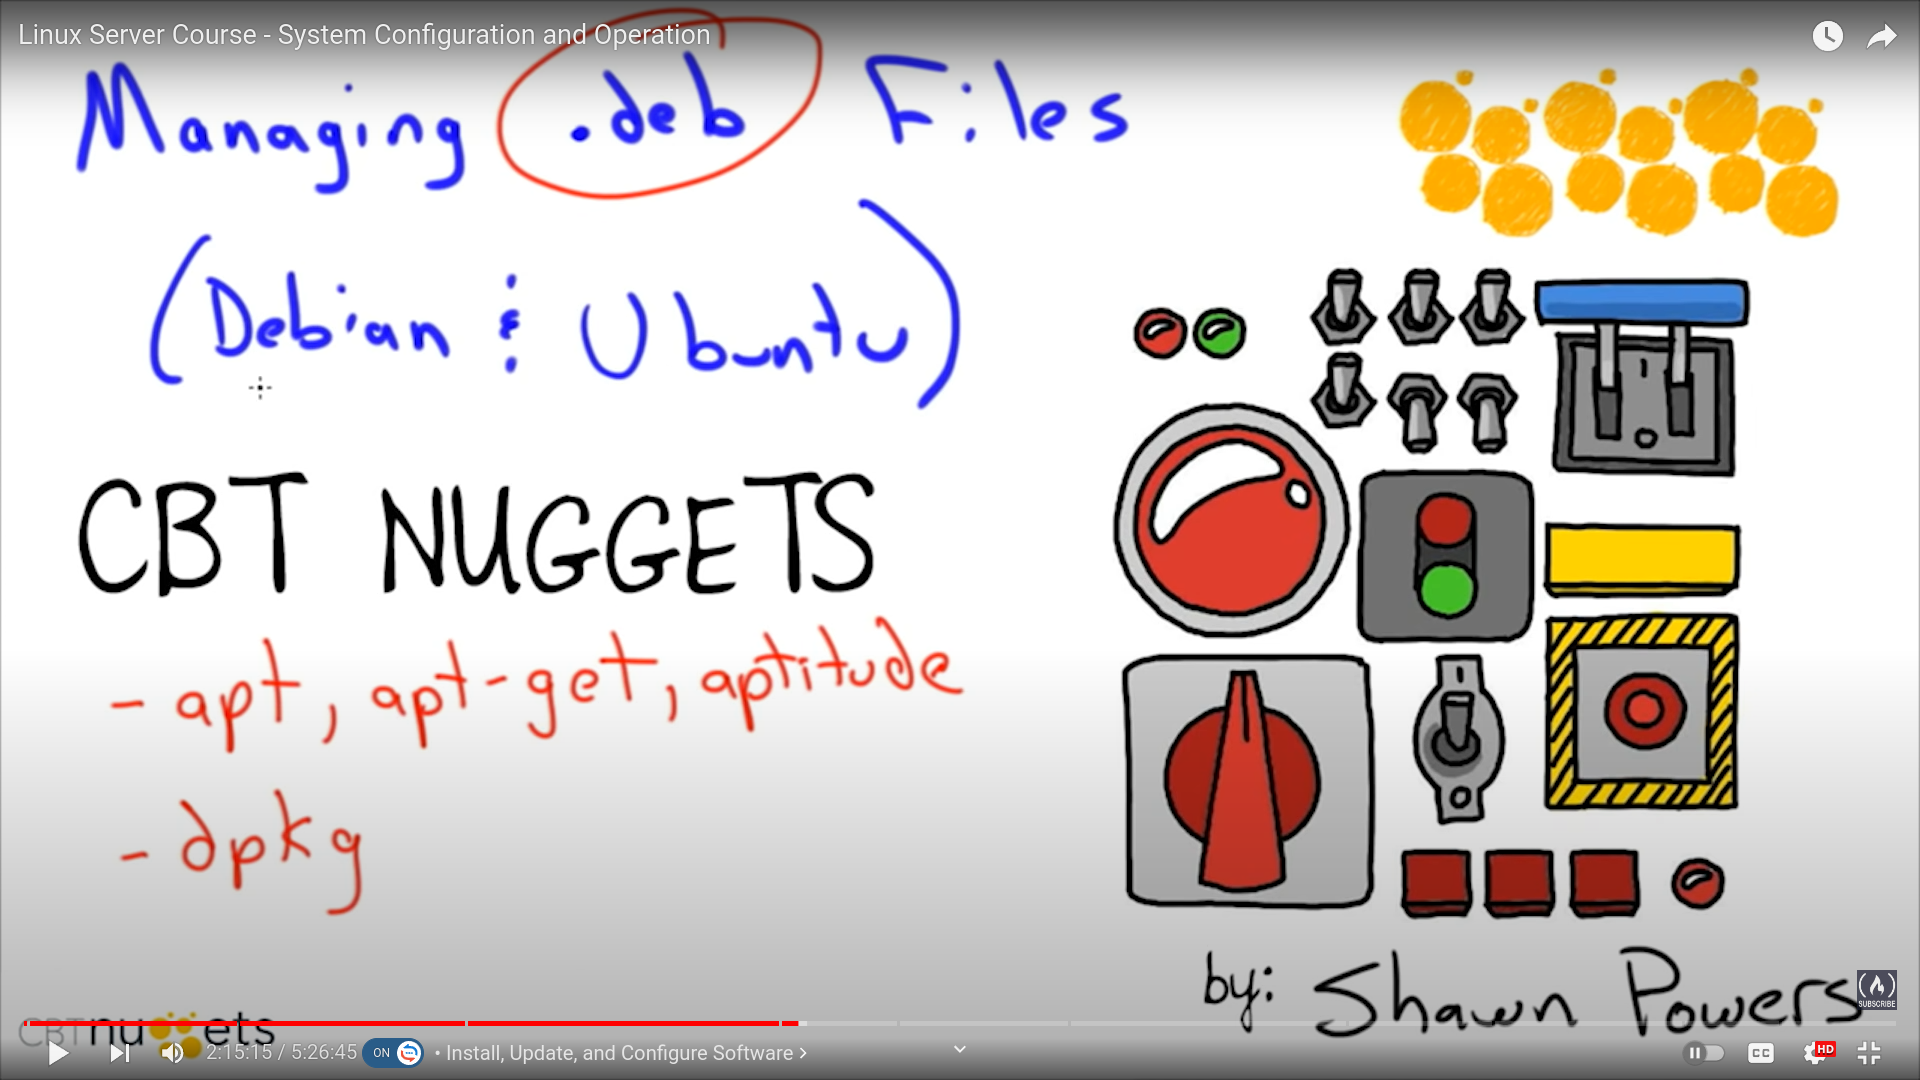 Linux Server Course - System Configuration and Operation
Managing .deb Files
(Debian & Ubuntu)
CBT NUGGETS
- apt, apt-get, aptitude
- dpkg
by: Shawn Powers
SUBSCRIBE
CBTnuggets
2:15:15 / 5:26:45 ON • Install, Update, and Configure Software > CC HD